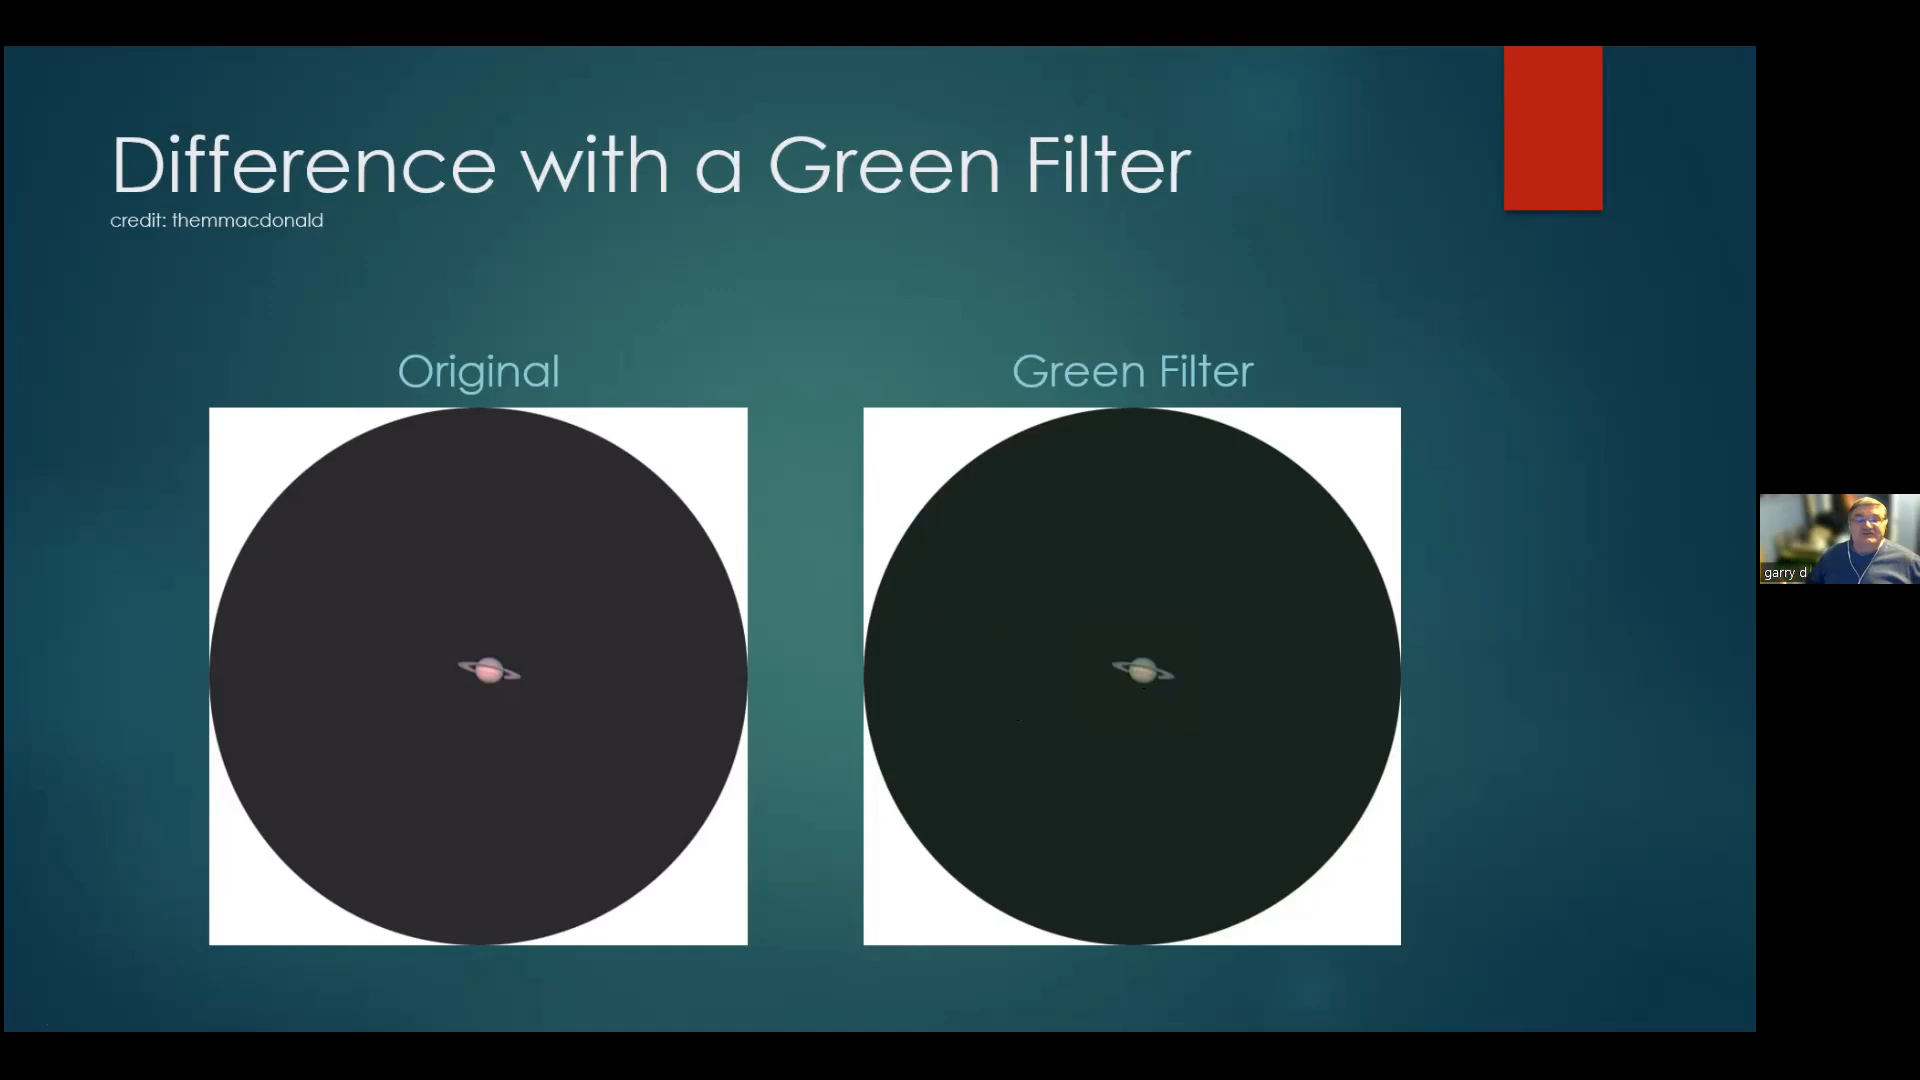 Difference with a Green Filter
credit: themmacdonald
Original
Green Filter
garry d